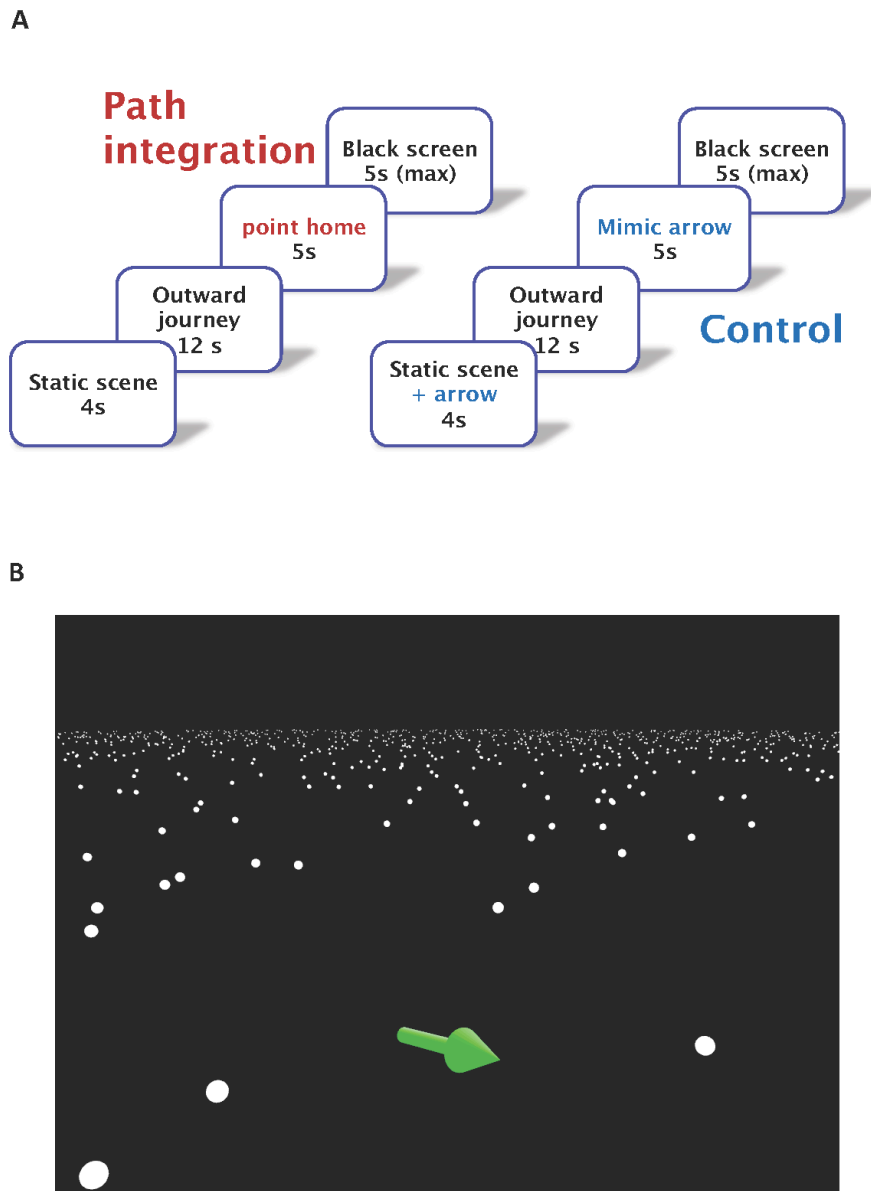 A
Path
integration
Black screen
5s (max)
point home
5s
Outward
journey
12 s
Static scene
4s
Black screen
5s (max)
Mimic arrow
5s
Outward
journey
12 s
Control
Static scene
+ arrow
4s
B